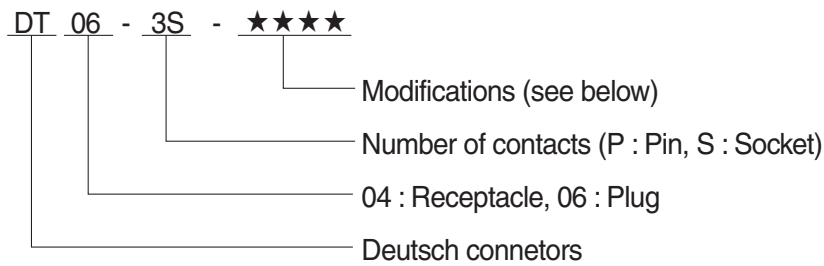 DT 06 - 3S - ★★★★
Modifications (see below)
Number of contacts (P : Pin, S : Socket)
04 : Receptacle, 06 : Plug
Deutsch connetors